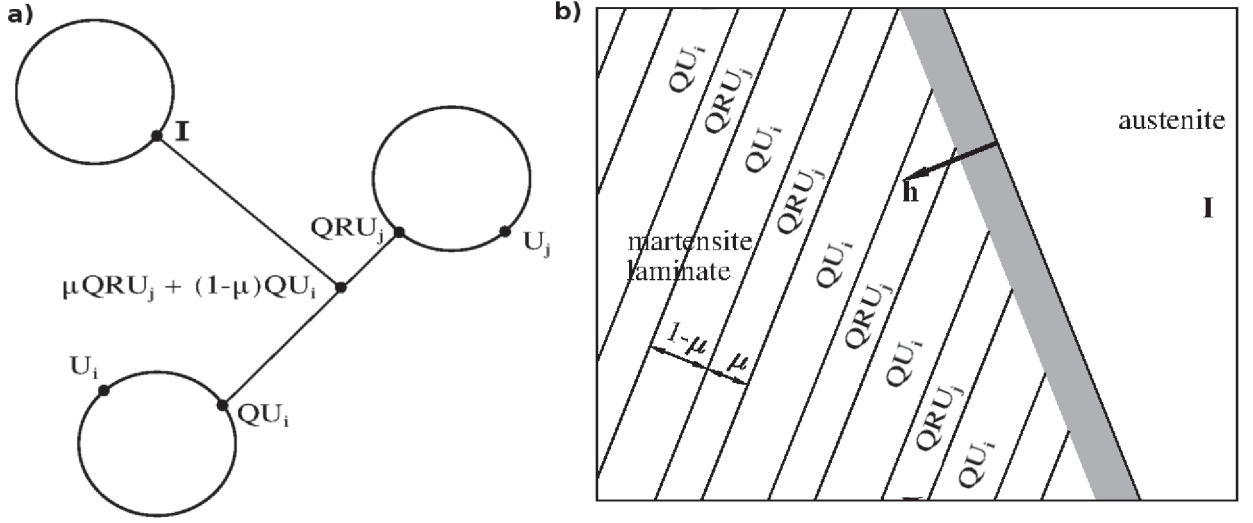 a)
I
QRUⱼ
Uⱼ
μQRUⱼ + (1-μ)QUᵢ
Uᵢ
QUᵢ
b)
QUᵢ
QRUⱼ
QUᵢ
QRUⱼ
QUᵢ
QRUⱼ
QUᵢ
QRUⱼ
QUᵢ
austenite
h
I
martensite
laminate
1-μ
μ